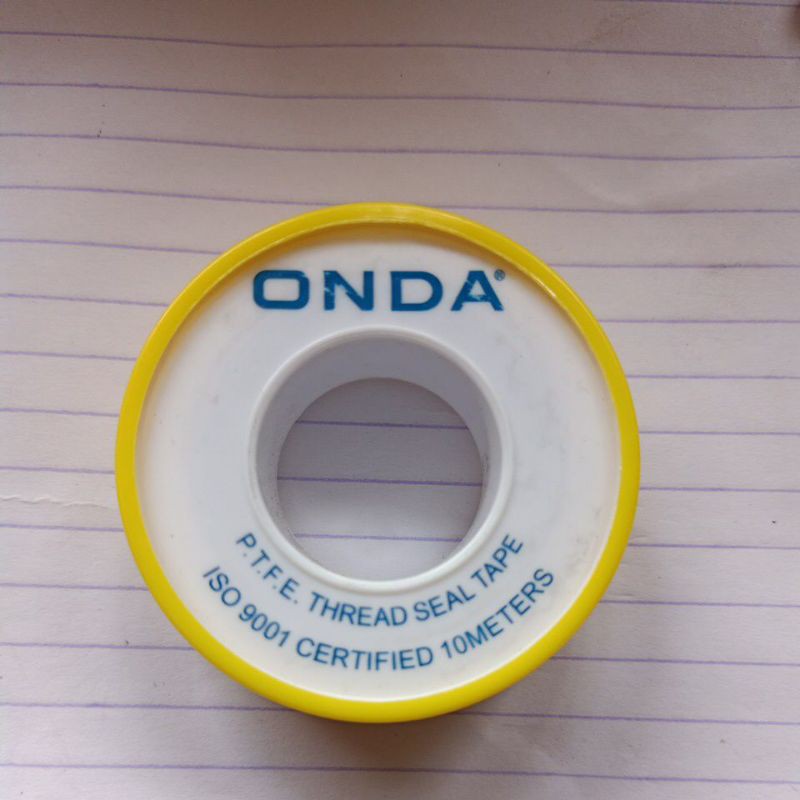 ONDA®
P.T.F.E. THREAD SEAL TAPE
ISO 9001 CERTIFIED 10METERS